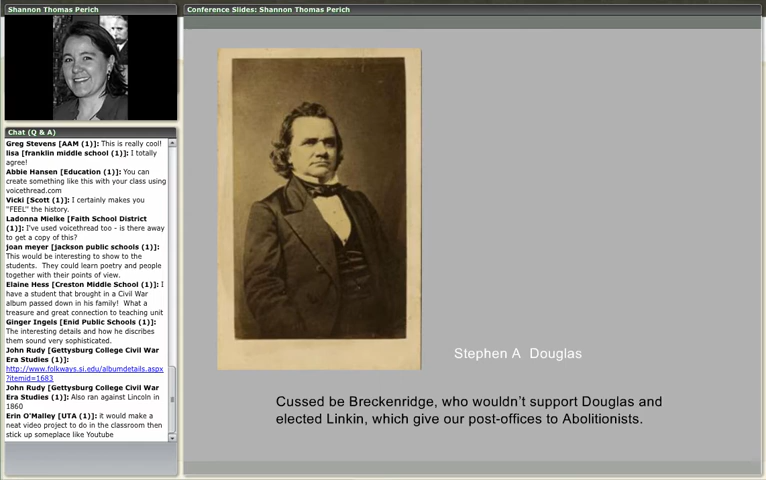 Shannon Thomas Perich
Conference Slides: Shannon Thomas Perich
Chat (Q & A)
Greg Stevens [AAM (1)]: This is really cool!
lisa [franklin middle school (1)]: I totally
agree!
Abbie Hansen [Education (1)]: You can
create something like this with your class using
voicethread.com
Vicki [Scott (1)]: I certainly makes you
"FEEL" the history.
Ladonna Mielke [Faith School District
(1)]: I've used voicethread too - is there away
to get a copy of this?
joan meyer [jackson public schools (1)]:
This would be interesting to show to the
students.  They could learn poetry and people
together with their points of view.
Elaine Hess [Creston Middle School (1)]: I
have a student that brought in a Civil War
album passed down in his family!  What a
treasure and great connection to teaching unit
Ginger Ingels [Enid Public Schools (1)]:
The interesting details and how he discribes
them sound very sophisticated.
John Rudy [Gettysburg College Civil War
Era Studies (1)]:
http://www.folkways.si.edu/albumdetails.aspx
?itemid=1683
John Rudy [Gettysburg College Civil War
Era Studies (1)]: Also ran against Lincoln in
1860
Erin O'Malley [UTA (1)]: it would make a
neat video project to do in the classroom then
stick up someplace like Youtube
Stephen A  Douglas
Cussed be Breckenridge, who wouldn't support Douglas and
elected Linkin, which give our post-offices to Abolitionists.